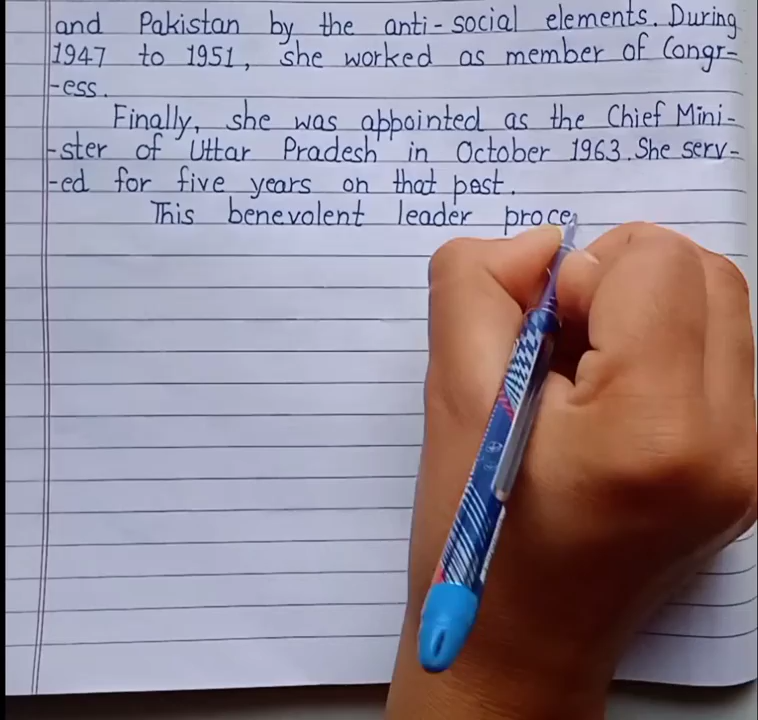 and Pakistan by the anti-social elements. During
1947 to 1951, she worked as member of Congr-
-ess.
Finally, she was appointed as the Chief Mini-
-ster of Uttar Pradesh in October 1963. She serv-
-ed for five years on that post.
This benevolent leader proce